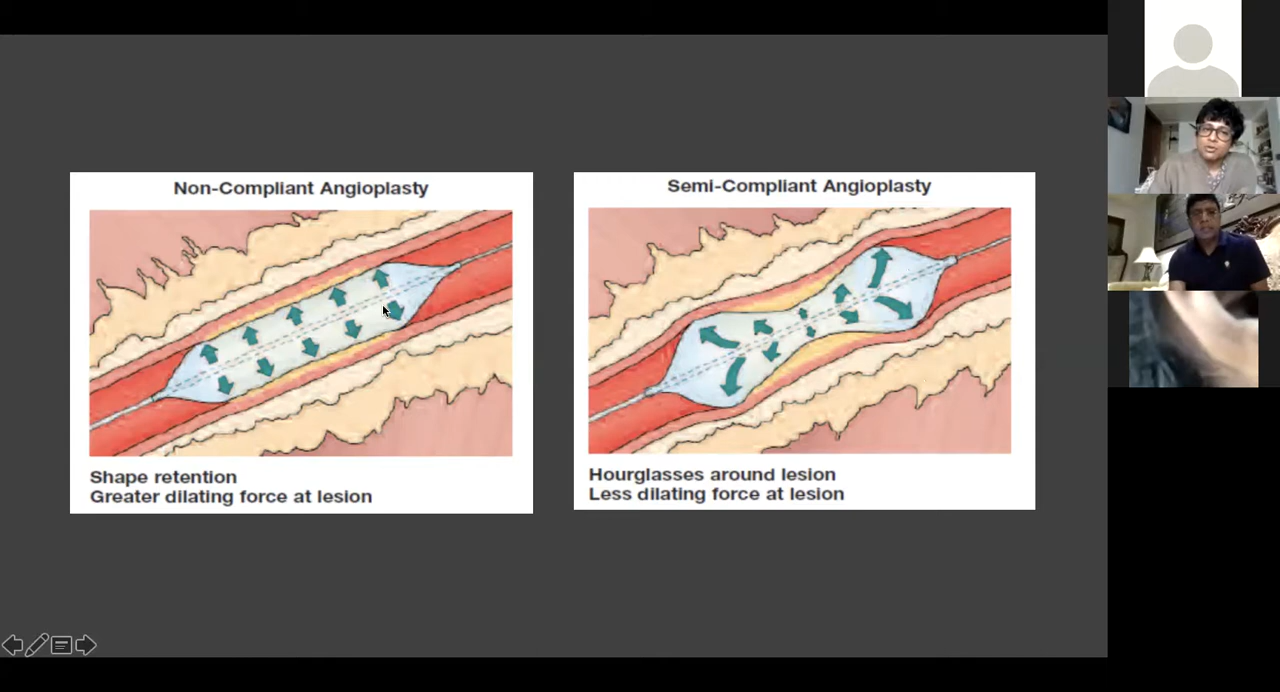 Non-Compliant Angioplasty
Shape retention
Greater dilating force at lesion
Semi-Compliant Angioplasty
Hourglasses around lesion
Less dilating force at lesion